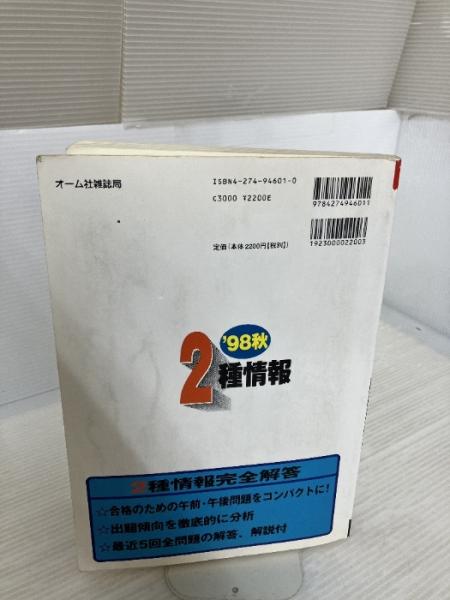 オーム社雑誌局
ISBN4-274-94601-0
C3000 ¥2200E
定価(本体2200円【税別】)
9784274946011
1923000022003
'98秋
2種情報
2種情報完全解答
☆合格のための午前・午後問題をコンパクトに!
☆出題傾向を徹底的に分析
☆最近5回全問題の解答、解説付